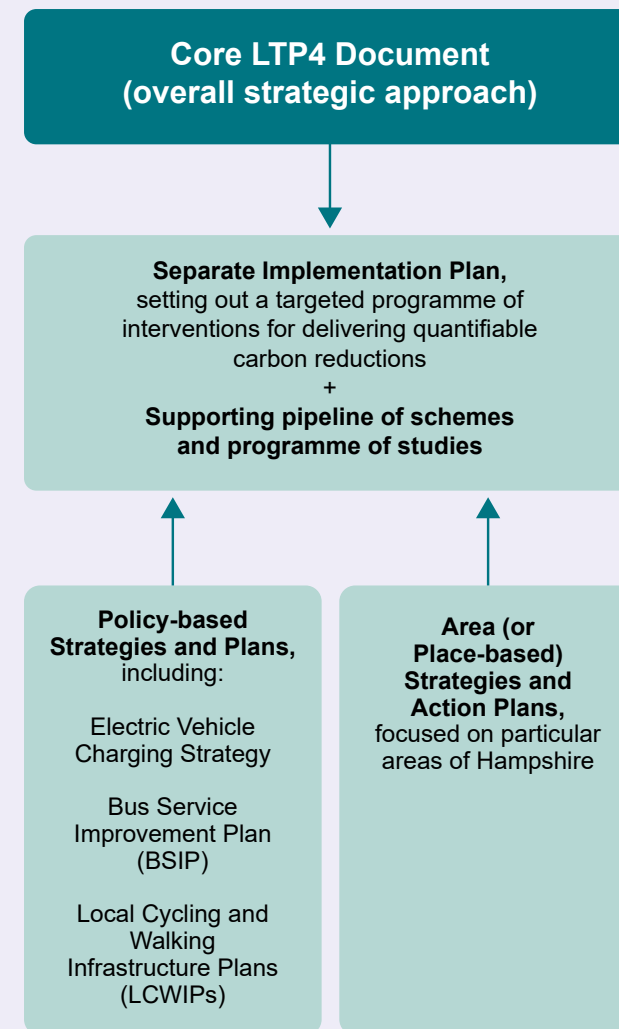 Core LTP4 Document
(overall strategic approach)
Separate Implementation Plan,
setting out a targeted programme of
interventions for delivering quantifiable
carbon reductions
+
Supporting pipeline of schemes
and programme of studies
Policy-based
Strategies and Plans,
including:
Electric Vehicle
Charging Strategy
Bus Service
Improvement Plan
(BSIP)
Local Cycling and
Walking
Infrastructure Plans
(LCWIPs)
Area (or
Place-based)
Strategies and
Action Plans,
focused on particular
areas of Hampshire